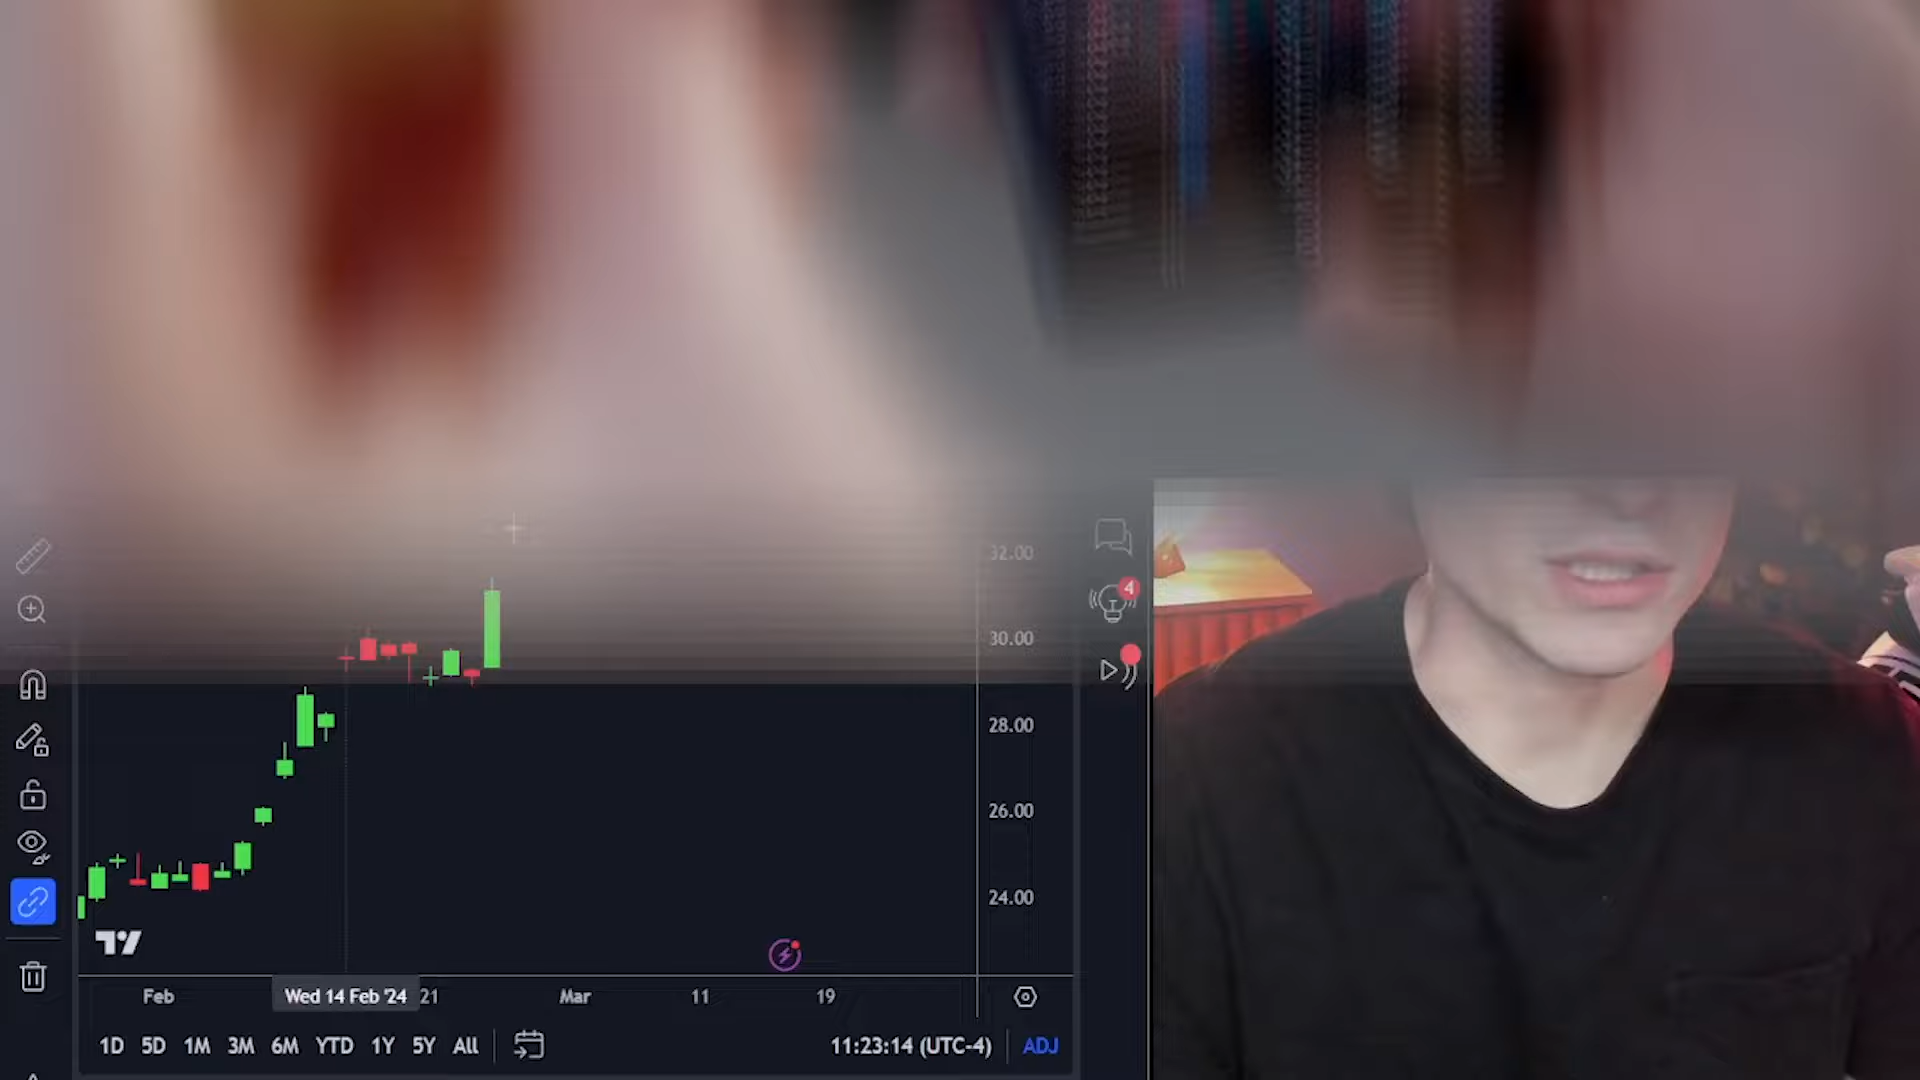 32.00
4
30.00
28.00
26.00
24.00
Feb
Wed 14 Feb '24
21
Mar
11
19
1D 5D 1M 3M 6M YTD 1Y 5Y All
11:23:14 (UTC-4)
ADJ